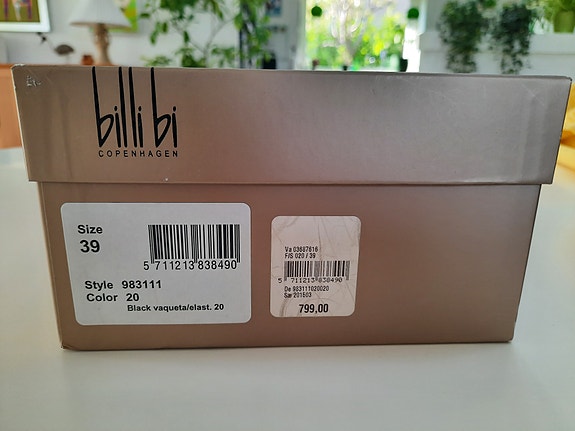 billi bi
COPENHAGEN
Size
39
5 711213 838490
Style 983111
Color 20
Black vaqueta/elast. 20
Va 03687616
F/S 020 / 39
5 711213 838490
De 983111020020
Sæ 201503
799,00